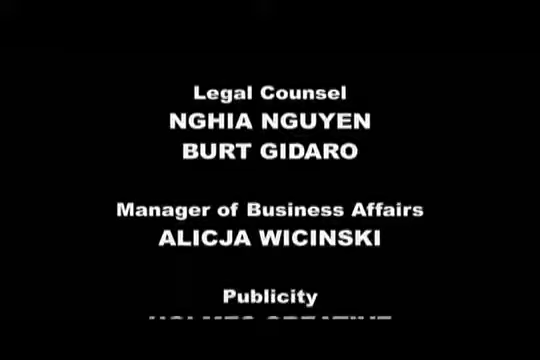 Legal Counsel
NGHIA NGUYEN
BURT GIDARO
Manager of Business Affairs
ALICJA WICINSKI
Publicity